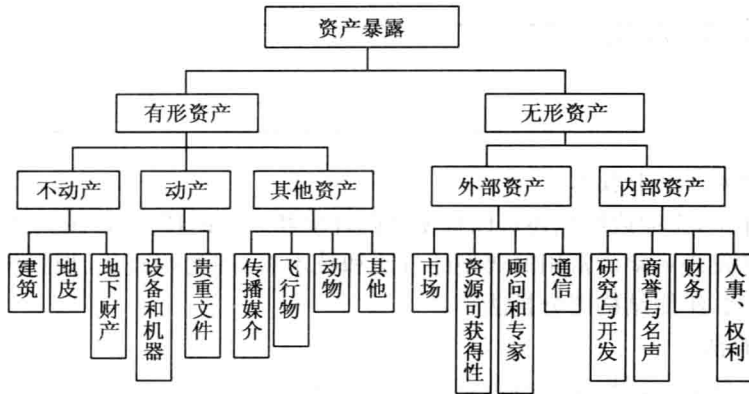 资产暴露
有形资产
无形资产
不动产
动产
其他资产
外部资产
内部资产
建筑
地皮
地下财产
设备和机器
贵重文件
传播媒介
飞行物
动物
其他
市场
资源可获得性
顾问和专家
通信
研究与开发
商誉与名声
财务
人事、权利